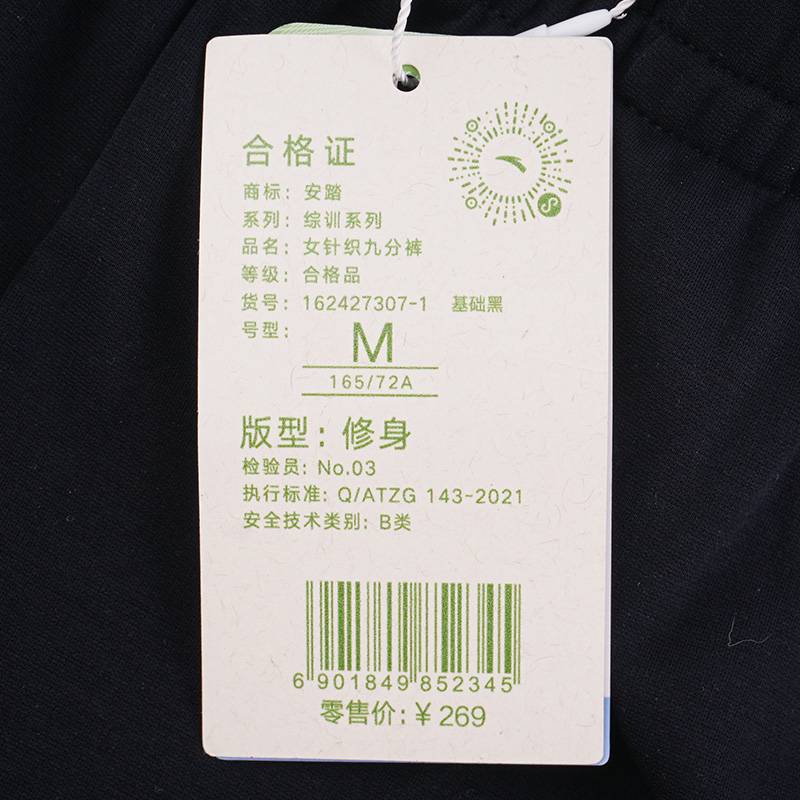 合格证
商标：安踏
系列：综训系列
品名：女针织九分裤
等级：合格品
货号：162427307-1 基础黑
号型：
M
165/72A
版型：修身
检验员：No.03
执行标准：Q/ATZG 143-2021
安全技术类别：B类
6 901849 852345
零售价：¥ 269